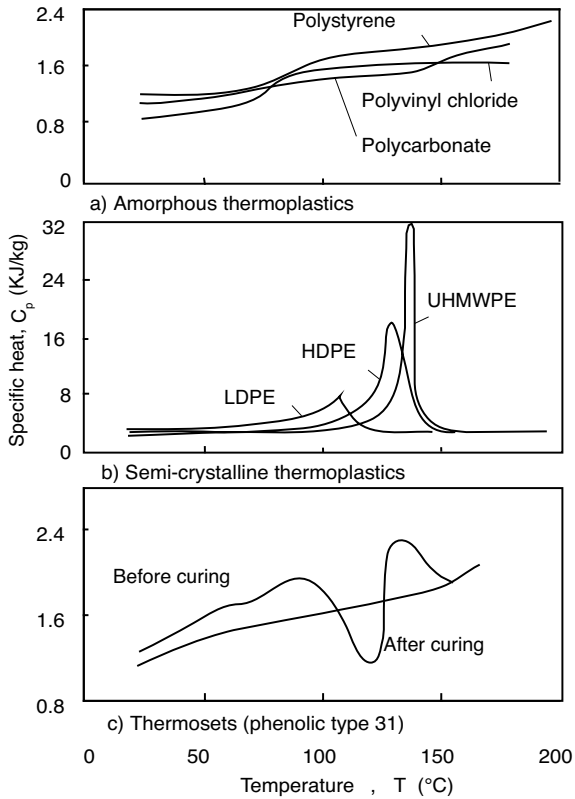 2.4
Polystyrene
1.6
Polyvinyl chloride
0.8
Polycarbonate
0
a) Amorphous thermoplastics
32
24
UHMWPE
16
HDPE
8
LDPE
0
b) Semi-crystalline thermoplastics
Specific heat, Cp (KJ/kg)
2.4
Before curing
1.6
After curing
0.8
c) Thermosets (phenolic type 31)
0 50 100 150 200
Temperature , T (°C)